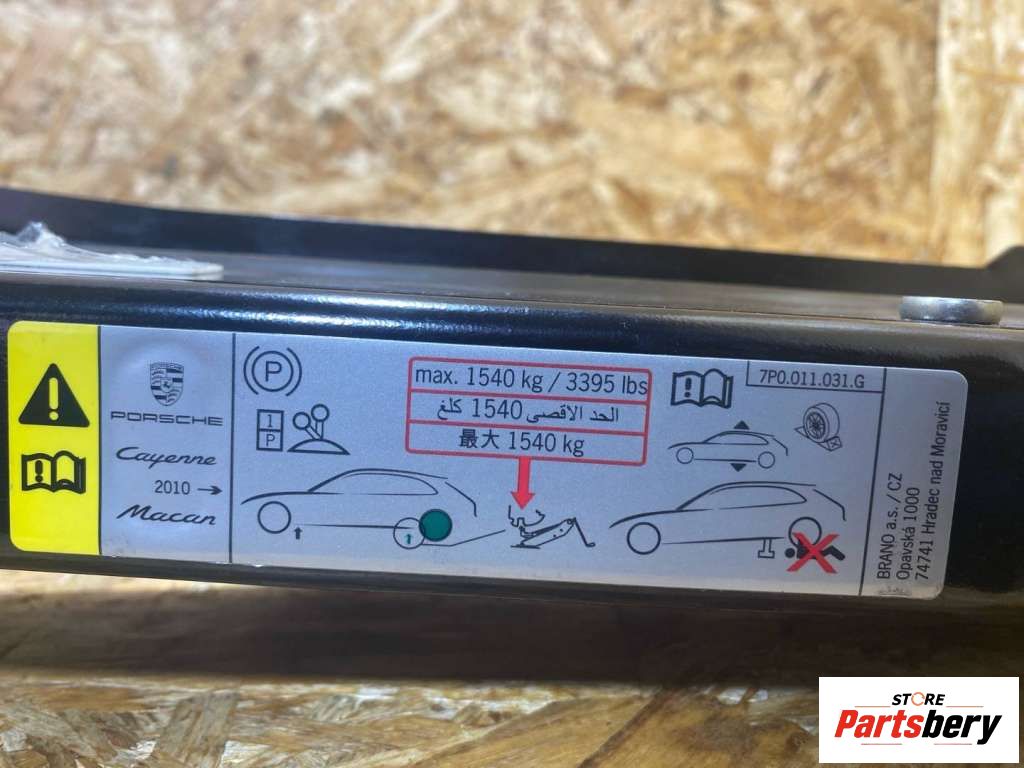 PORSCHE
Cayenne
2010 →
Macan
P
1
P
max. 1540 kg / 3395 lbs
الحد الاقصى 1540 كلغ
最大 1540 kg
7P0.011.031.G
BRANO a.s. / CZ
Opavská 1000
74741 Hradec nad Moravicí
STORE
Partsbery